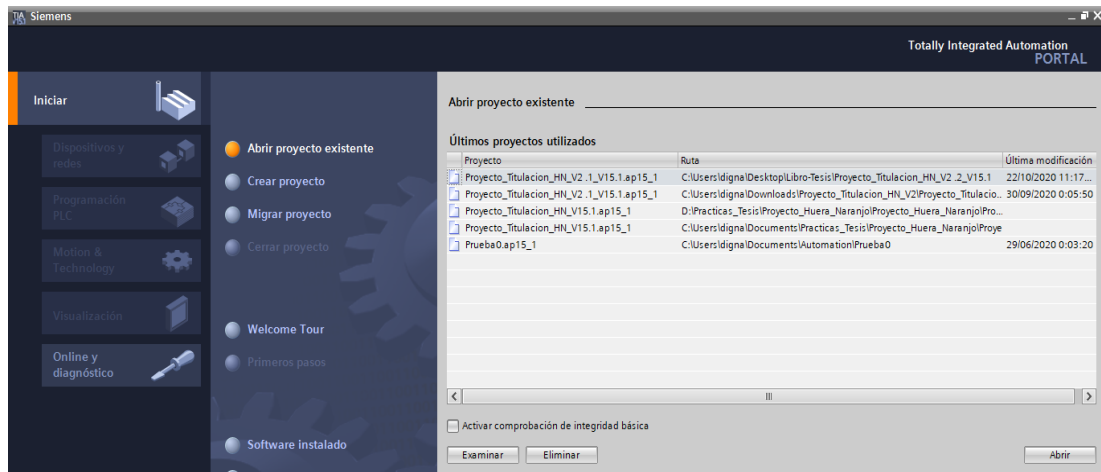 Siemens
Totally Integrated Automation
PORTAL
Iniciar
Dispositivos y
redes
Programación
PLC
Motion &
Technology
Visualización
Online y
diagnóstico
Abrir proyecto existente
Crear proyecto
Migrar proyecto
Cerrar proyecto
Welcome Tour
Primeros pasos
Software instalado
Abrir proyecto existente
Últimos proyectos utilizados
Proyecto Ruta Última modificación
Proyecto_Titulacion_HN_V2 .1_V15.1.ap15_1 C:\Users\digna\Desktop\Libro-Tesis\Proyecto_Titulacion_HN_V2 .2_V15.1 22/10/2020 11:17...
Proyecto_Titulacion_HN_V2 .1_V15.1.ap15_1 C:\Users\digna\Downloads\Proyecto_Titulacion_HN_V2\Proyecto_Titulacio... 30/09/2020 0:05:50
Proyecto_Titulacion_HN_V15.1.ap15_1 D:\Practicas_Tesis\Proyecto_Huera_Naranjo\Proyecto_Huera_Naranjo\Pro...
Proyecto_Titulacion_HN_V15.1.ap15_1 C:\Users\digna\Documents\Practicas_Tesis\Proyecto_Huera_Naranjo\Proye
Prueba0.ap15_1 C:\Users\digna\Documents\Automation\Prueba0 29/06/2020 0:03:20
Activar comprobación de integridad básica
Examinar Eliminar Abrir